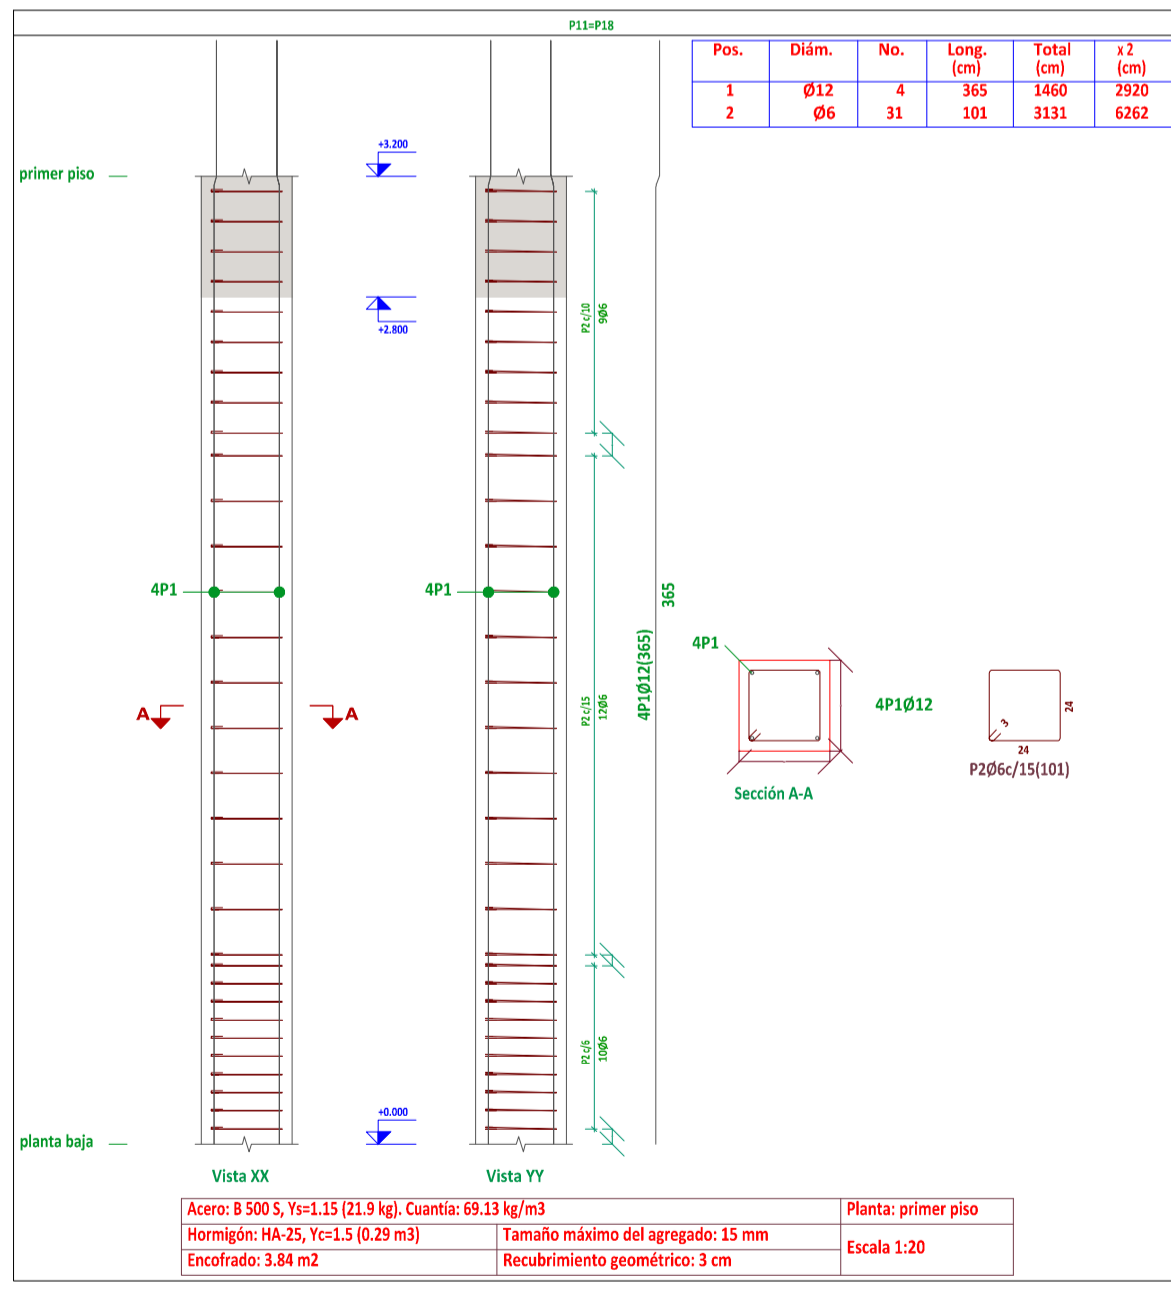 P11=P18
Pos. Diám. No. Long. (cm) Total (cm) x 2 (cm)
1 Ø12 4 365 1460 2920
2 Ø6 31 101 3131 6262
+3.200
primer piso
+2.800
P2 c/10
9Ø6
4P1
4P1
365
4P1Ø12(365)
A
A
P2 c/15
12Ø6
4P1
4P1Ø12
Sección A-A
3
24
24
P2Ø6c/15(101)
P2 c/6
10Ø6
+0.000
planta baja
Vista XX
Vista YY
Acero: B 500 S, Ys=1.15 (21.9 kg). Cuantía: 69.13 kg/m3
Planta: primer piso
Hormigón: HA-25, Yc=1.5 (0.29 m3)
Tamaño máximo del agregado: 15 mm
Escala 1:20
Encofrado: 3.84 m2
Recubrimiento geométrico: 3 cm